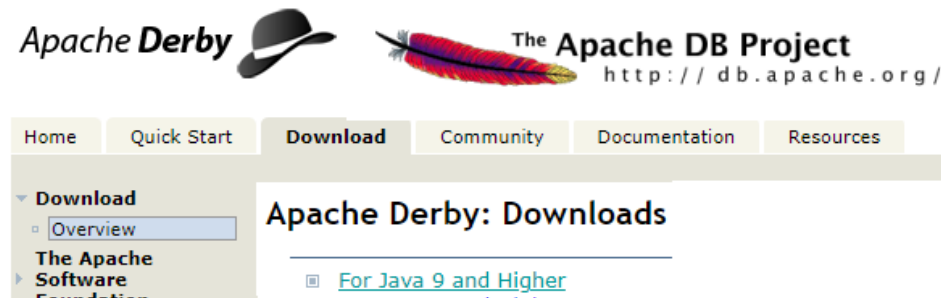 Apache Derby
The Apache DB Project
http://db.apache.org/
Home Quick Start Download Community Documentation Resources
Download
Overview
The Apache
Software
Foundation
Apache Derby: Downloads
For Java 9 and Higher